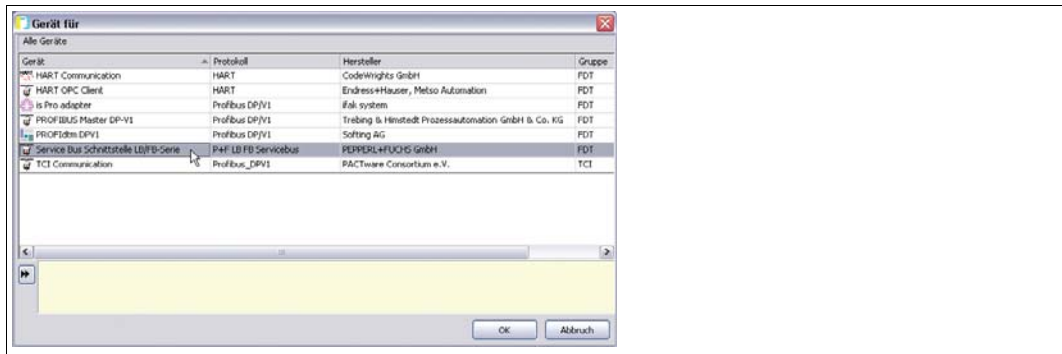 Gerät für
Alle Geräte
Gerät Protokoll Hersteller Gruppe
HART Communication HART CodeWrights GmbH FDT
HART OPC Client HART Endress+Hauser, Metso Automation FDT
is Pro adapter Profibus DP/V1 ifak system FDT
PROFIBUS Master DP-V1 Profibus DP/V1 Trebing & Himstedt Prozessautomation GmbH & Co. KG FDT
PROFIdtm DPV1 Profibus DP/V1 Softing AG FDT
Service Bus Schnittstelle LB/FB-Serie P+F LB FB Servicebus PEPPERL+FUCHS GmbH FDT
TCI Communication Profibus_DPV1 PACTware Consortium e.V. TCI
OK Abbruch